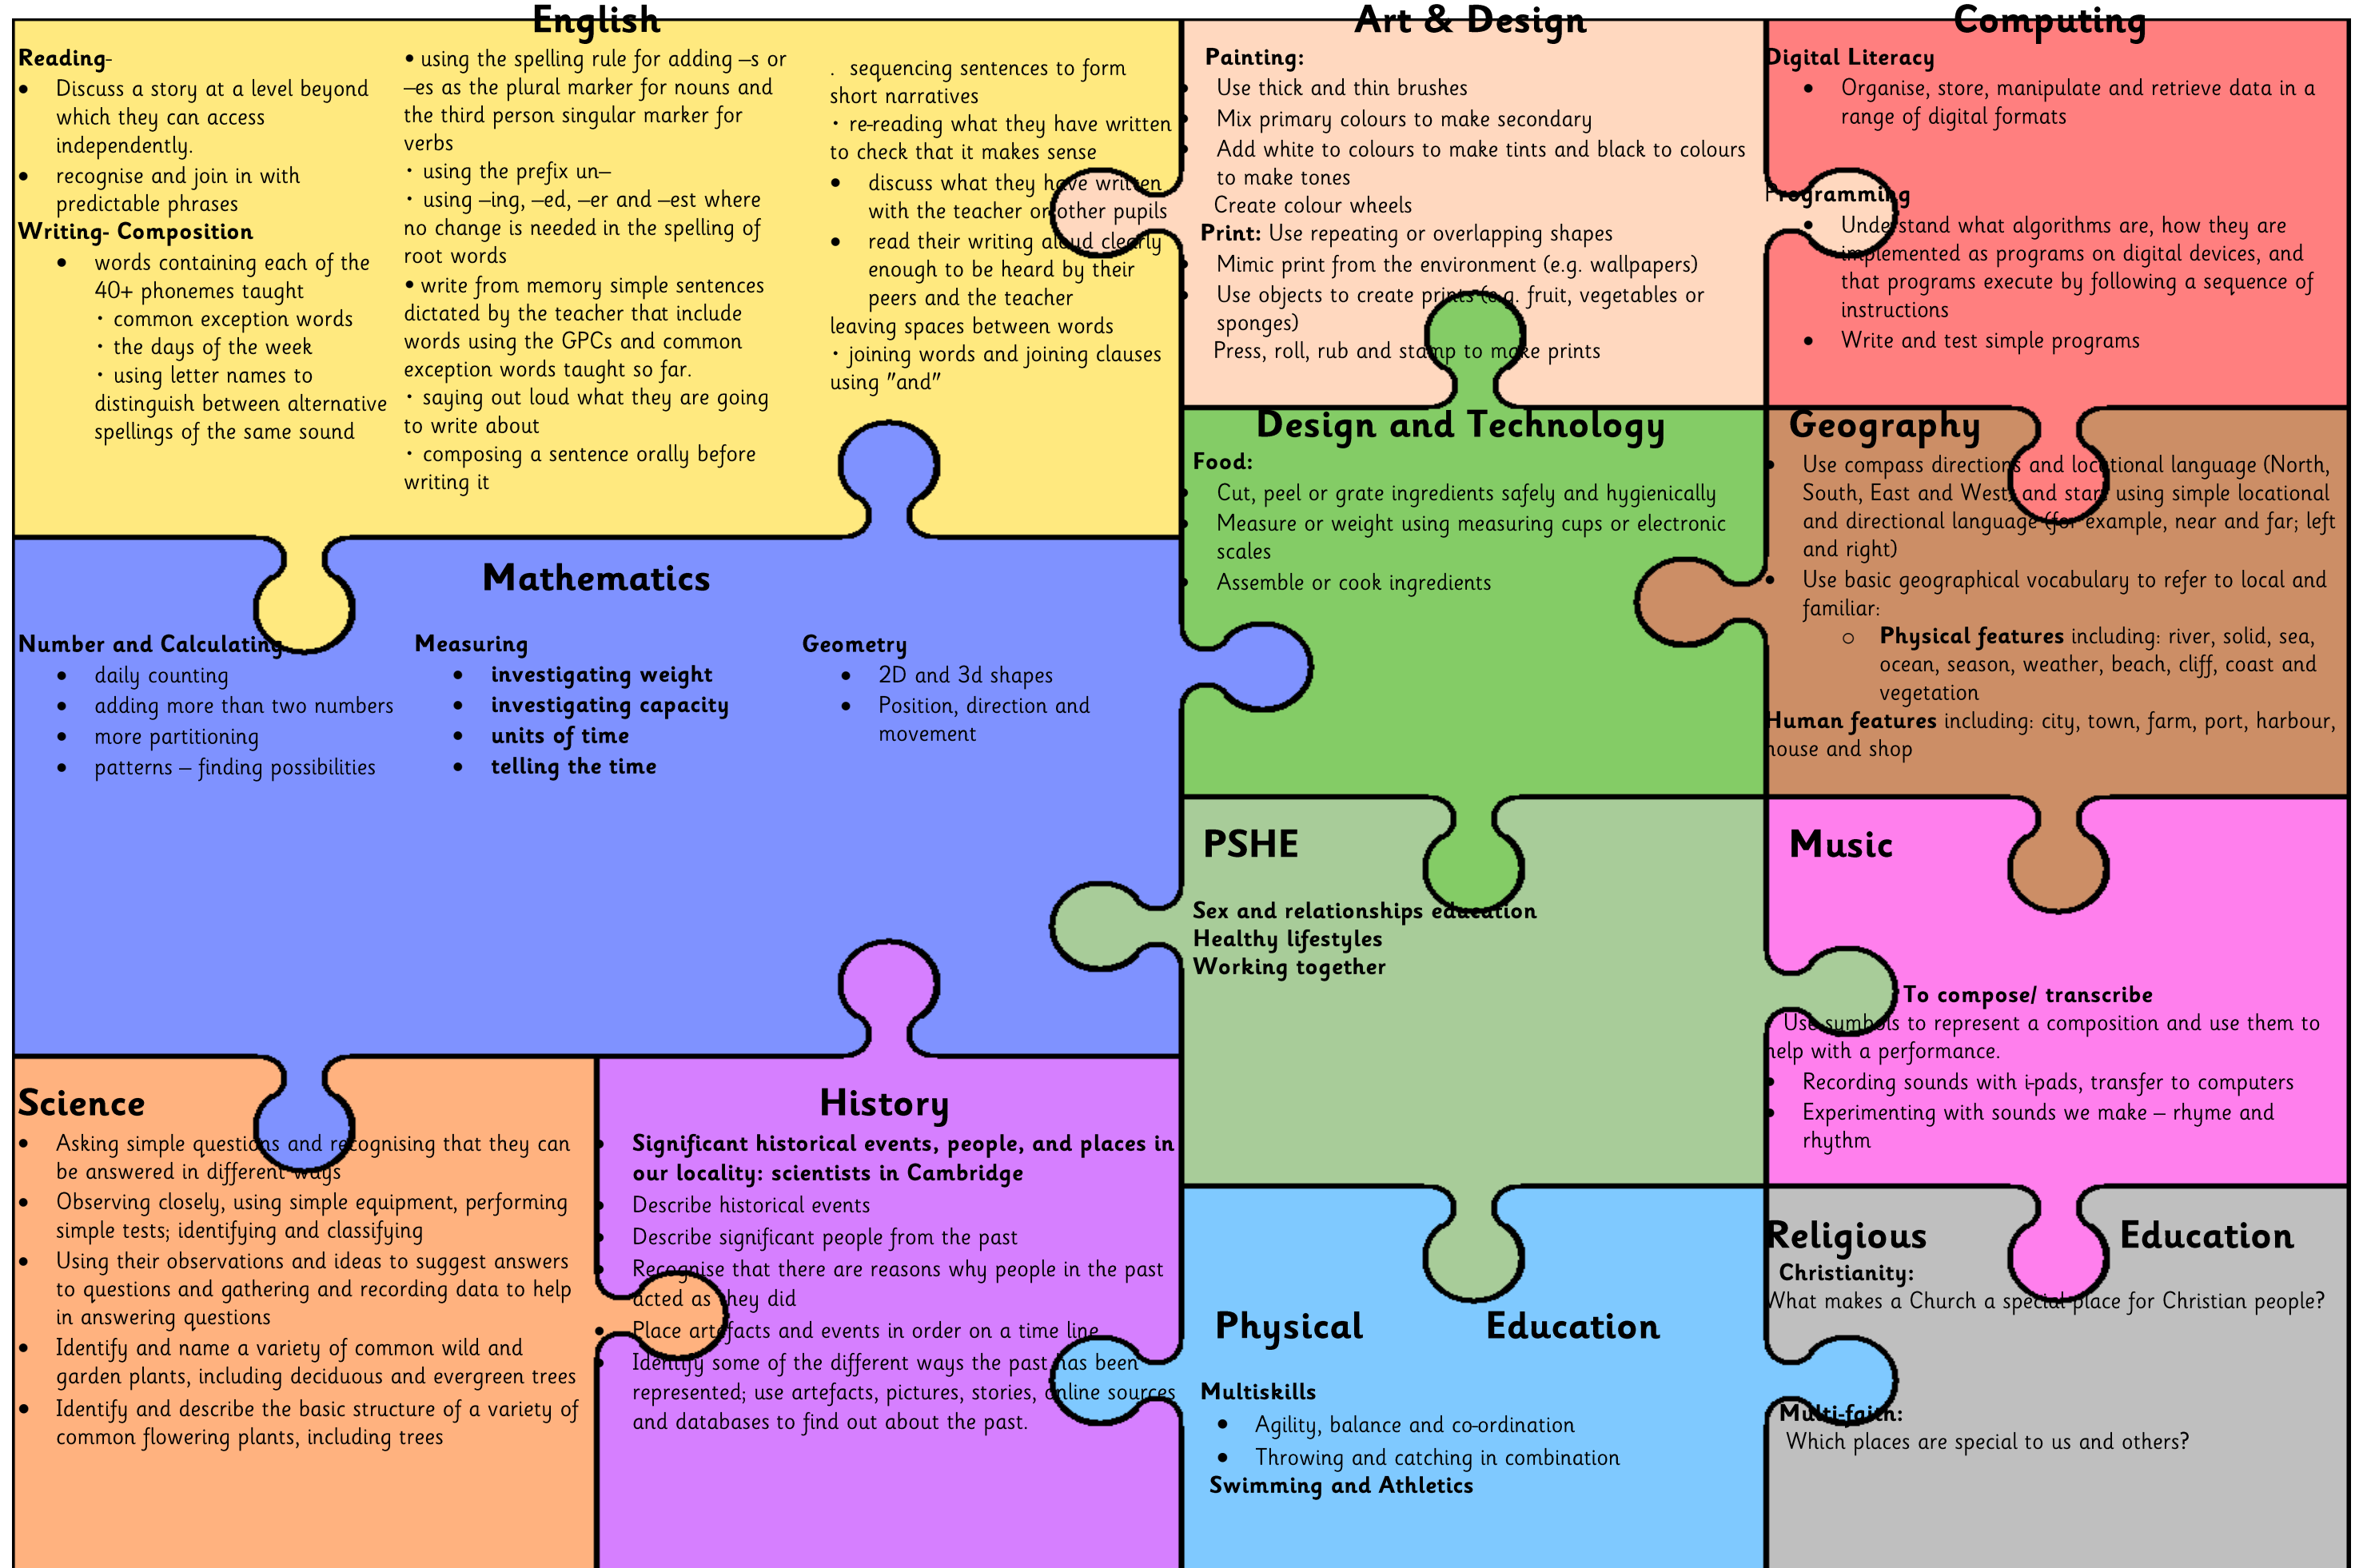 English
Reading-
• Discuss a story at a level beyond
which they can access
independently.
• recognise and join in with
predictable phrases
Writing- Composition
• words containing each of the
40+ phonemes taught
• common exception words
• the days of the week
• using letter names to
distinguish between alternative
spellings of the same sound
• using the spelling rule for adding –s or
–es as the plural marker for nouns and
the third person singular marker for
verbs
• using the prefix un–
• using –ing, –ed, –er and –est where
no change is needed in the spelling of
root words
• write from memory simple sentences
dictated by the teacher that include
words using the GPCs and common
exception words taught so far.
• saying out loud what they are going
to write about
• composing a sentence orally before
writing it
. sequencing sentences to form
short narratives
• re-reading what they have written
to check that it makes sense
• discuss what they have written
with the teacher or other pupils
• read their writing aloud clearly
enough to be heard by their
peers and the teacher
leaving spaces between words
• joining words and joining clauses
using "and"
Art & Design
Painting:
• Use thick and thin brushes
• Mix primary colours to make secondary
• Add white to colours to make tints and black to colours
to make tones
Create colour wheels
Print: Use repeating or overlapping shapes
• Mimic print from the environment (e.g. wallpapers)
• Use objects to create prints (e.g. fruit, vegetables or
sponges)
Press, roll, rub and stamp to make prints
Computing
Digital Literacy
• Organise, store, manipulate and retrieve data in a
range of digital formats
Programming
• Understand what algorithms are, how they are
implemented as programs on digital devices, and
that programs execute by following a sequence of
instructions
• Write and test simple programs
Design and Technology
Food:
• Cut, peel or grate ingredients safely and hygienically
• Measure or weight using measuring cups or electronic
scales
• Assemble or cook ingredients
Geography
• Use compass directions and locational language (North,
South, East and West) and start using simple locational
and directional language (for example, near and far; left
and right)
• Use basic geographical vocabulary to refer to local and
familiar:
o Physical features including: river, solid, sea,
ocean, season, weather, beach, cliff, coast and
vegetation
Human features including: city, town, farm, port, harbour,
house and shop
Mathematics
Number and Calculating
• daily counting
• adding more than two numbers
• more partitioning
• patterns – finding possibilities
Measuring
• investigating weight
• investigating capacity
• units of time
• telling the time
Geometry
• 2D and 3d shapes
• Position, direction and
movement
PSHE
Sex and relationships education
Healthy lifestyles
Working together
Music
To compose/ transcribe
Use symbols to represent a composition and use them to
help with a performance.
• Recording sounds with i-pads, transfer to computers
• Experimenting with sounds we make – rhyme and
rhythm
Science
• Asking simple questions and recognising that they can
be answered in different ways
• Observing closely, using simple equipment, performing
simple tests; identifying and classifying
• Using their observations and ideas to suggest answers
to questions and gathering and recording data to help
in answering questions
• Identify and name a variety of common wild and
garden plants, including deciduous and evergreen trees
• Identify and describe the basic structure of a variety of
common flowering plants, including trees
History
• Significant historical events, people, and places in
our locality: scientists in Cambridge
• Describe historical events
• Describe significant people from the past
• Recognise that there are reasons why people in the past
acted as they did
• Place artefacts and events in order on a time line
• Identify some of the different ways the past has been
represented; use artefacts, pictures, stories, online sources
and databases to find out about the past.
Physical Education
Multiskills
• Agility, balance and co-ordination
• Throwing and catching in combination
Swimming and Athletics
Religious Education
Christianity:
What makes a Church a special place for Christian people?
Multi-faith:
Which places are special to us and others?